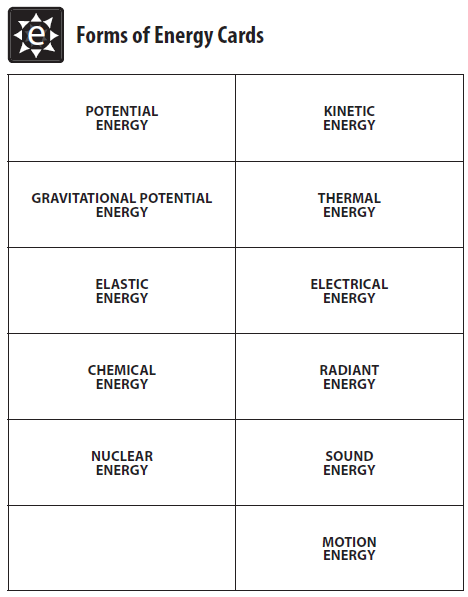 e
Forms of Energy Cards
POTENTIAL
ENERGY
KINETIC
ENERGY
GRAVITATIONAL POTENTIAL
ENERGY
THERMAL
ENERGY
ELASTIC
ENERGY
ELECTRICAL
ENERGY
CHEMICAL
ENERGY
RADIANT
ENERGY
NUCLEAR
ENERGY
SOUND
ENERGY
MOTION
ENERGY